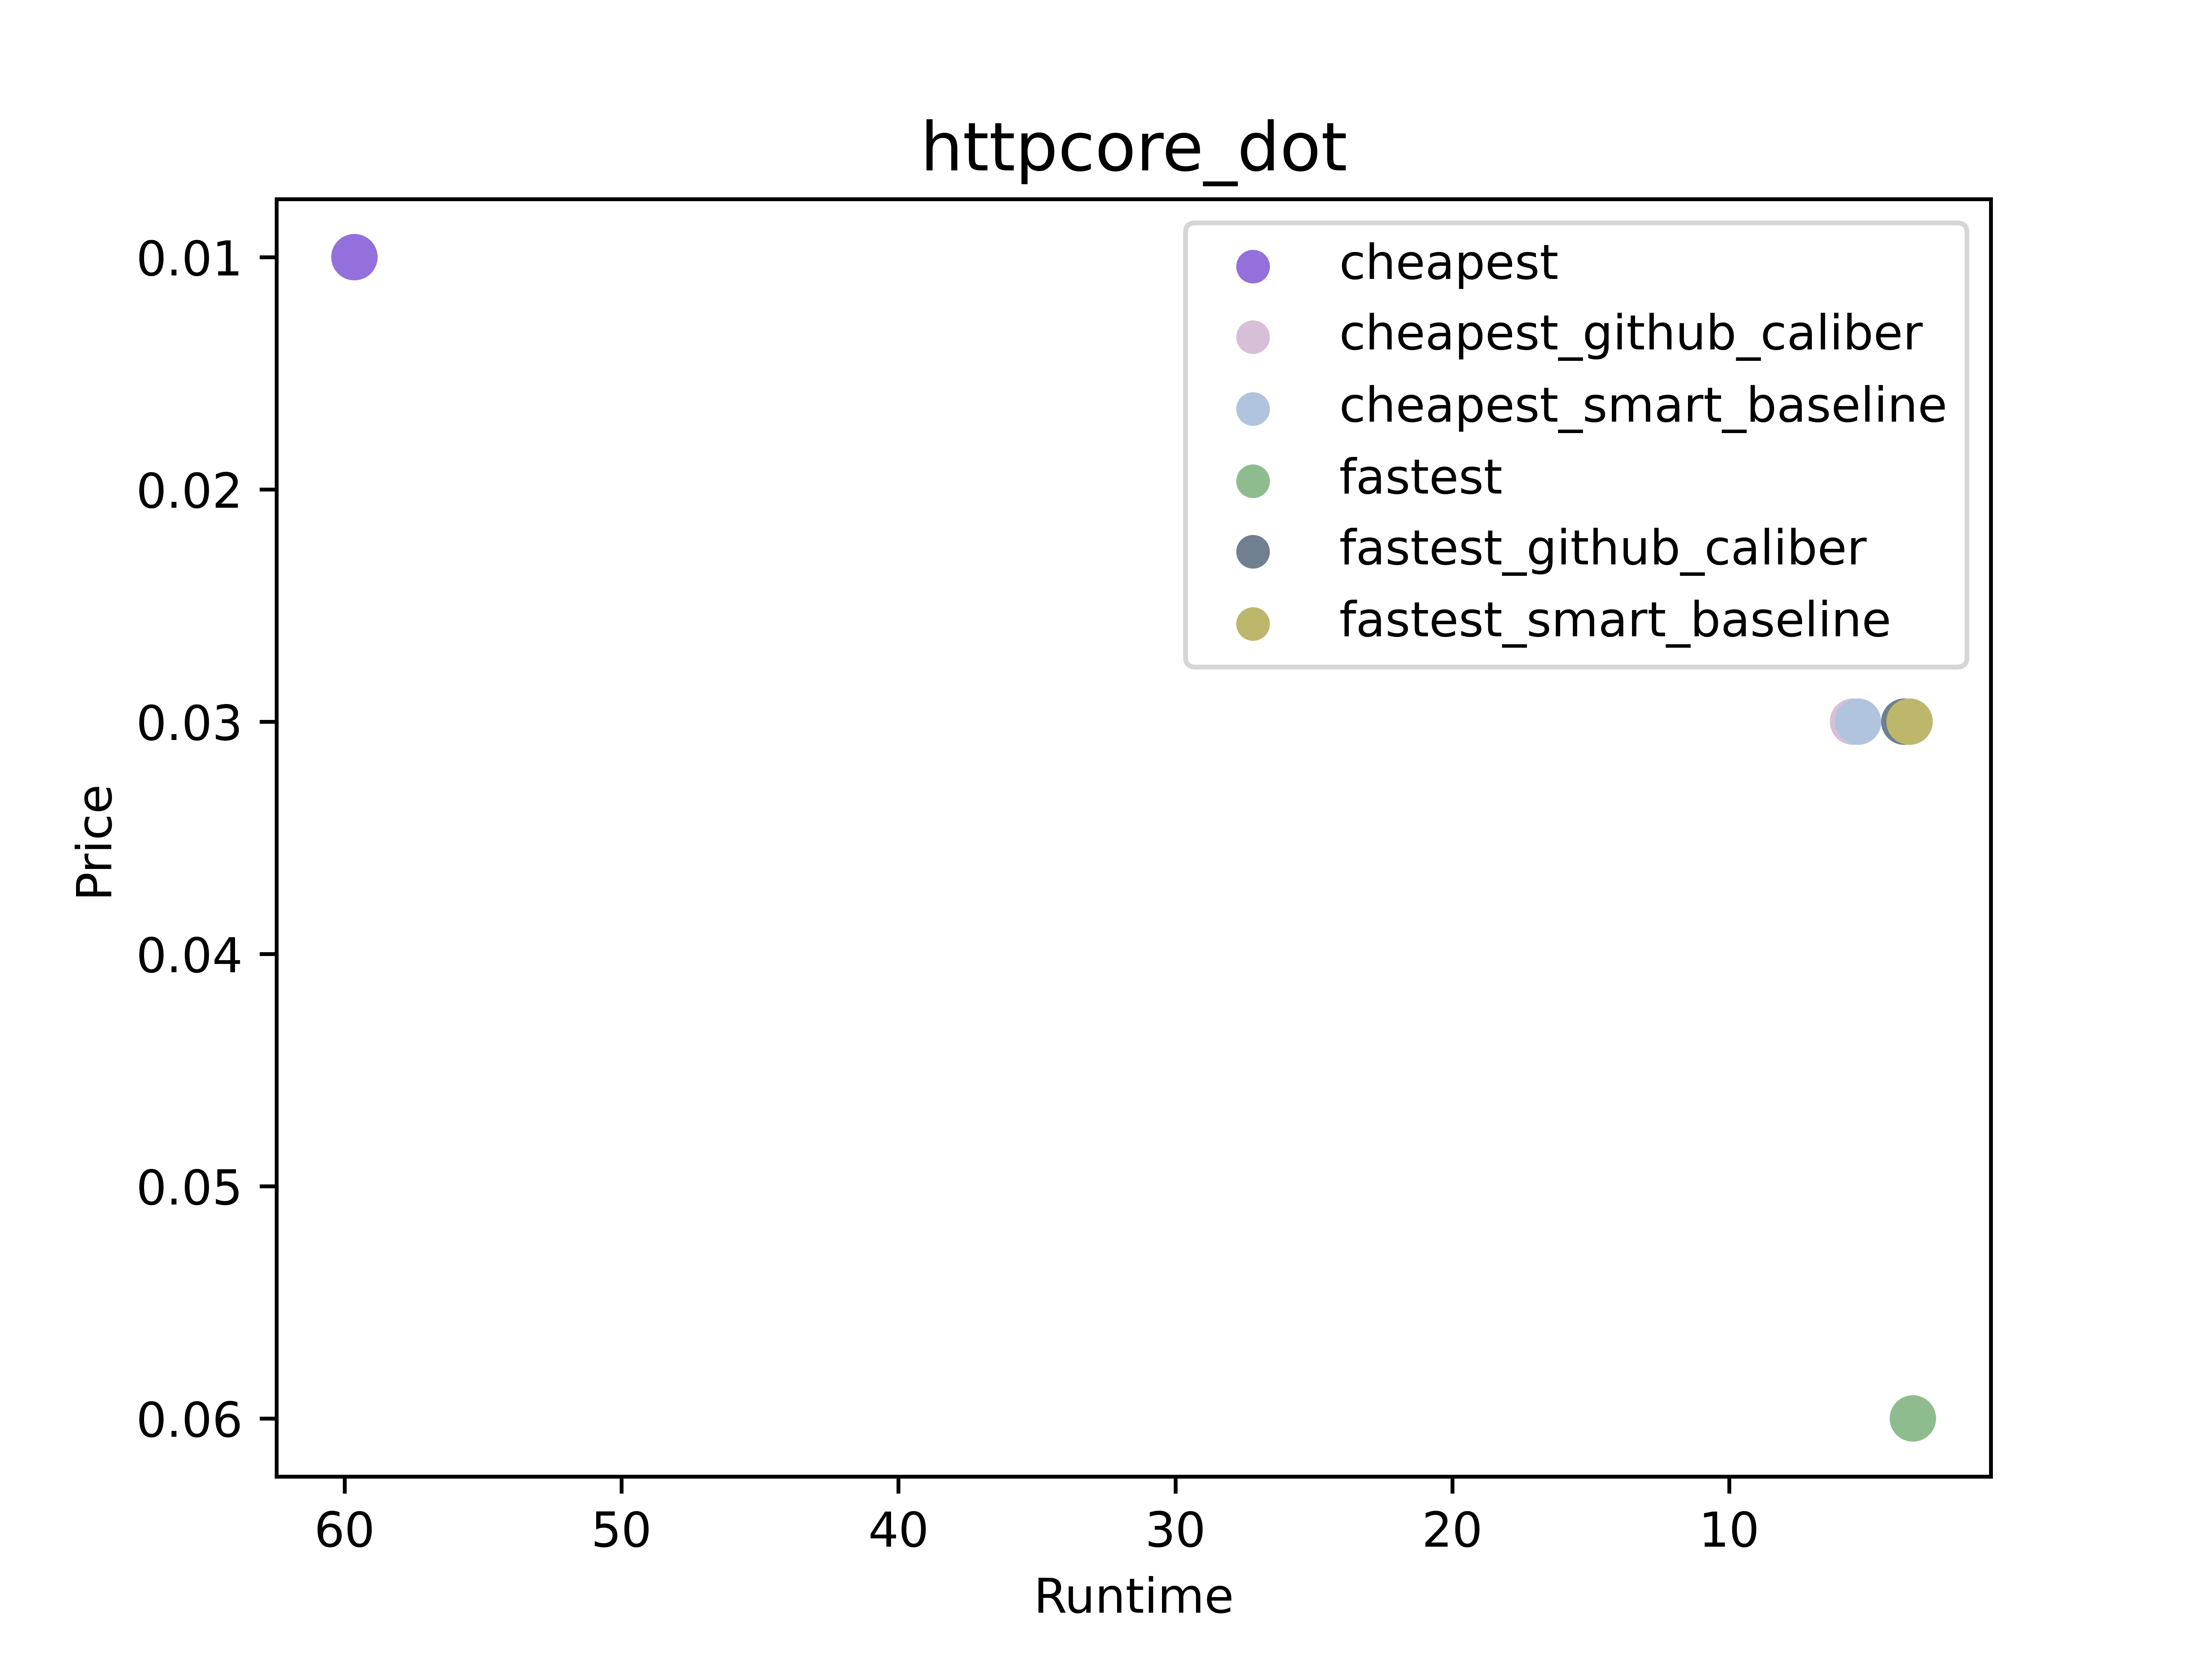 httpcore_dot
cheapest
cheapest_github_caliber
cheapest_smart_baseline
fastest
fastest_github_caliber
fastest_smart_baseline
0.01
0.02
0.03
0.04
0.05
0.06
Price
60 50 40 30 20 10
Runtime